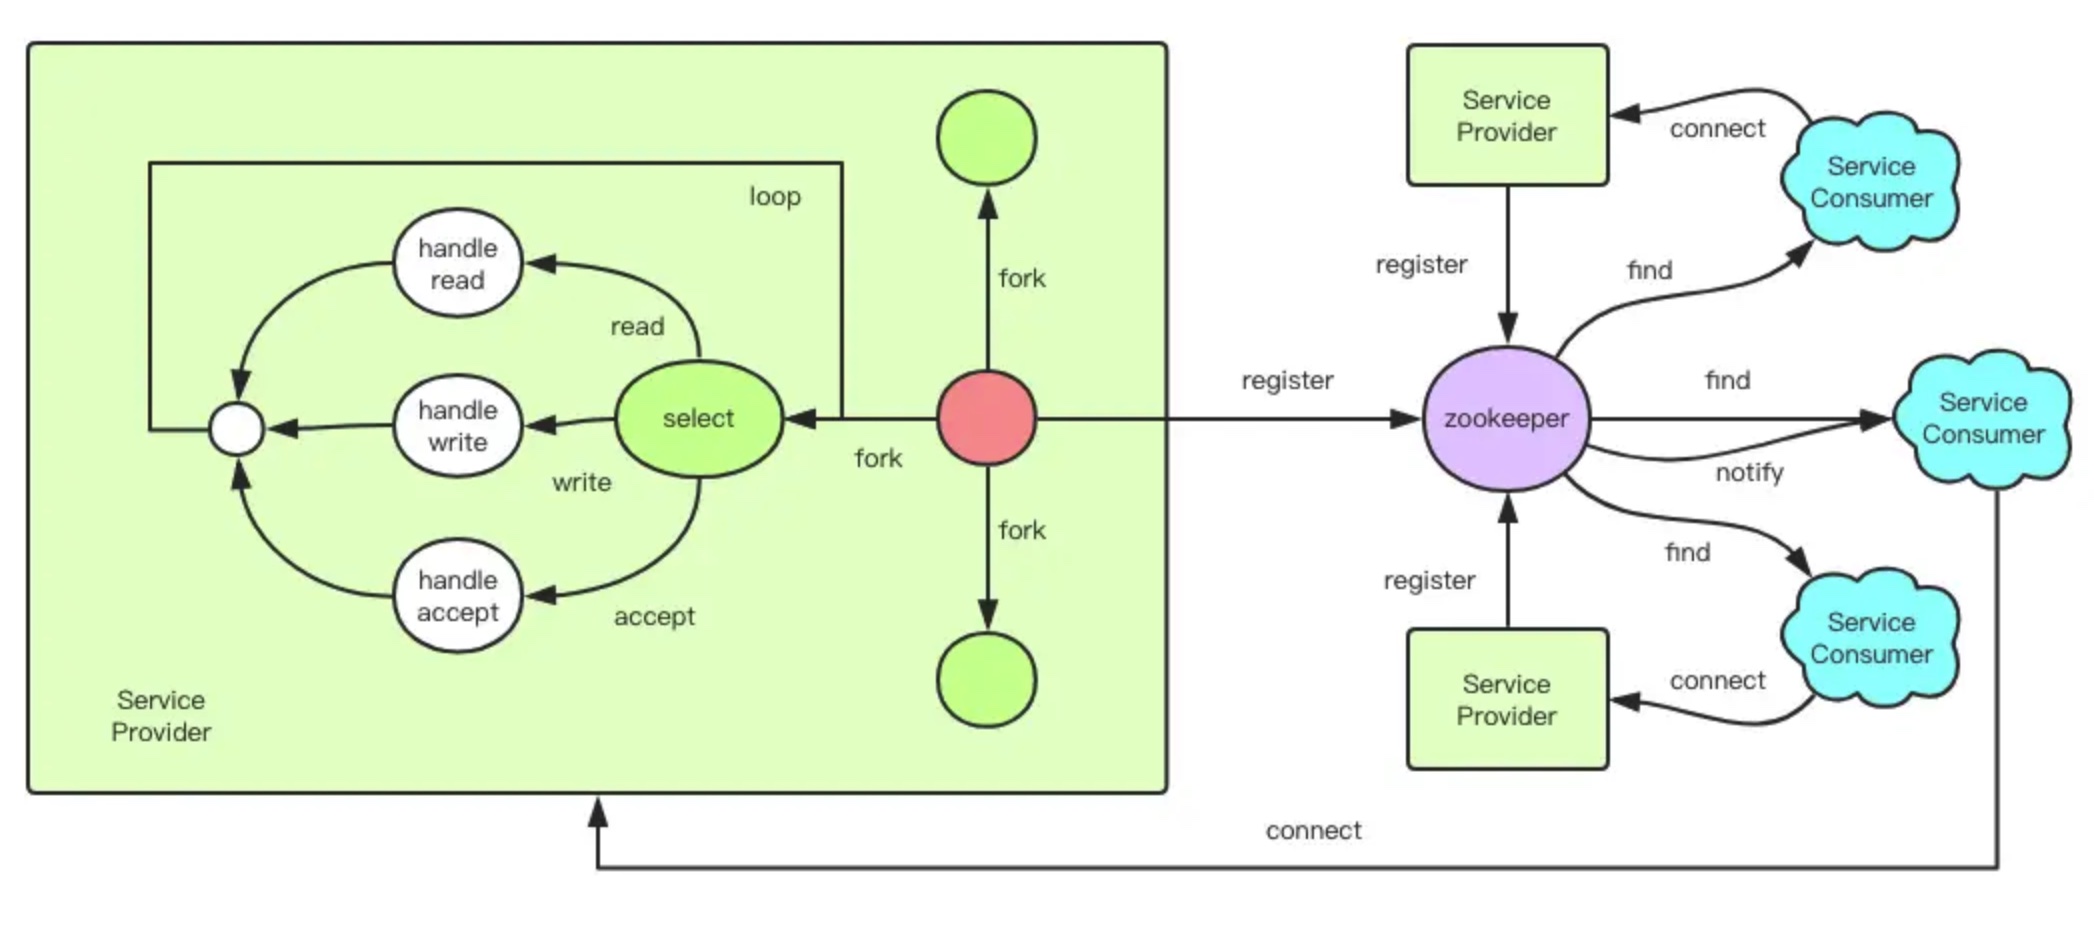 Service
Provider
connect
Service
Consumer
loop
handle
read
fork
register
find
read
register
find
handle
write
select
zookeeper
Service
Consumer
fork
write
notify
fork
find
handle
accept
register
accept
Service
Consumer
Service
Provider
connect
Service
Provider
connect